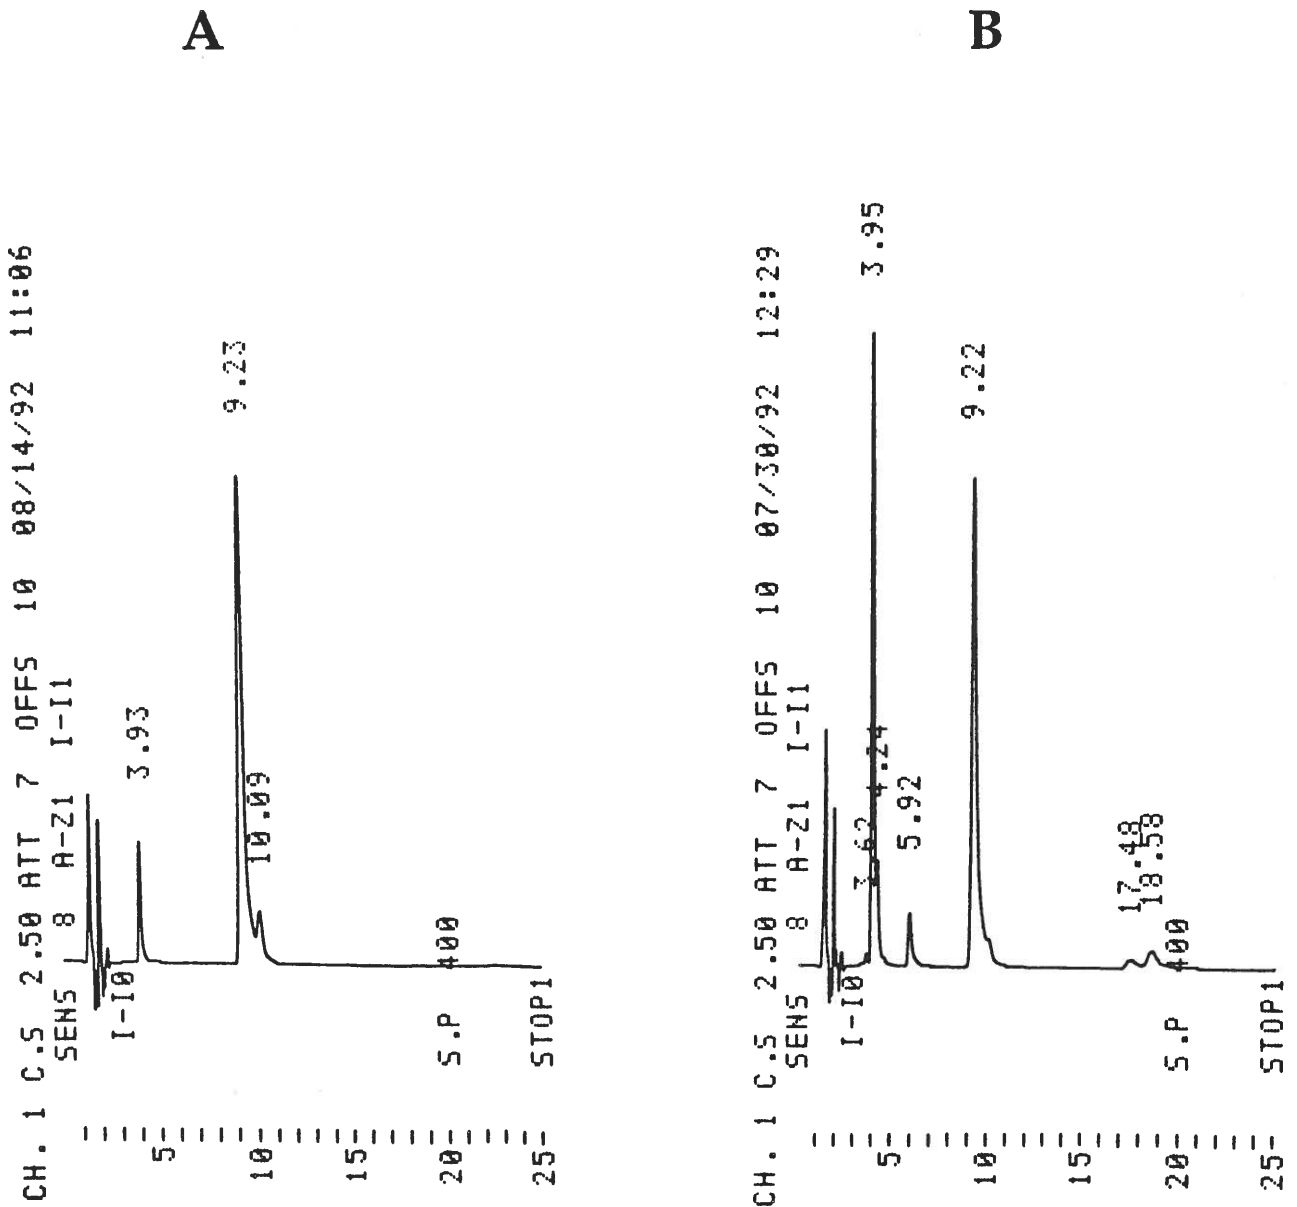 A
CH. 1 C.S 2.50 ATT 7 OFFS 10 08/14/92 11:06
SENS 8 A-Z1 I-I1
I-I0
3.93
9.23
10.09
400
S.P
STOP1
5
10
15
20
25
B
CH. 1 C.S 2.50 ATT 7 OFFS 10 07/30/92 12:29
SENS 8 A-Z1 I-I1
I-I0
3.62
3.95
4.24
5.92
9.22
17.48
18.58
400
S.P
STOP1
5
10
15
20
25